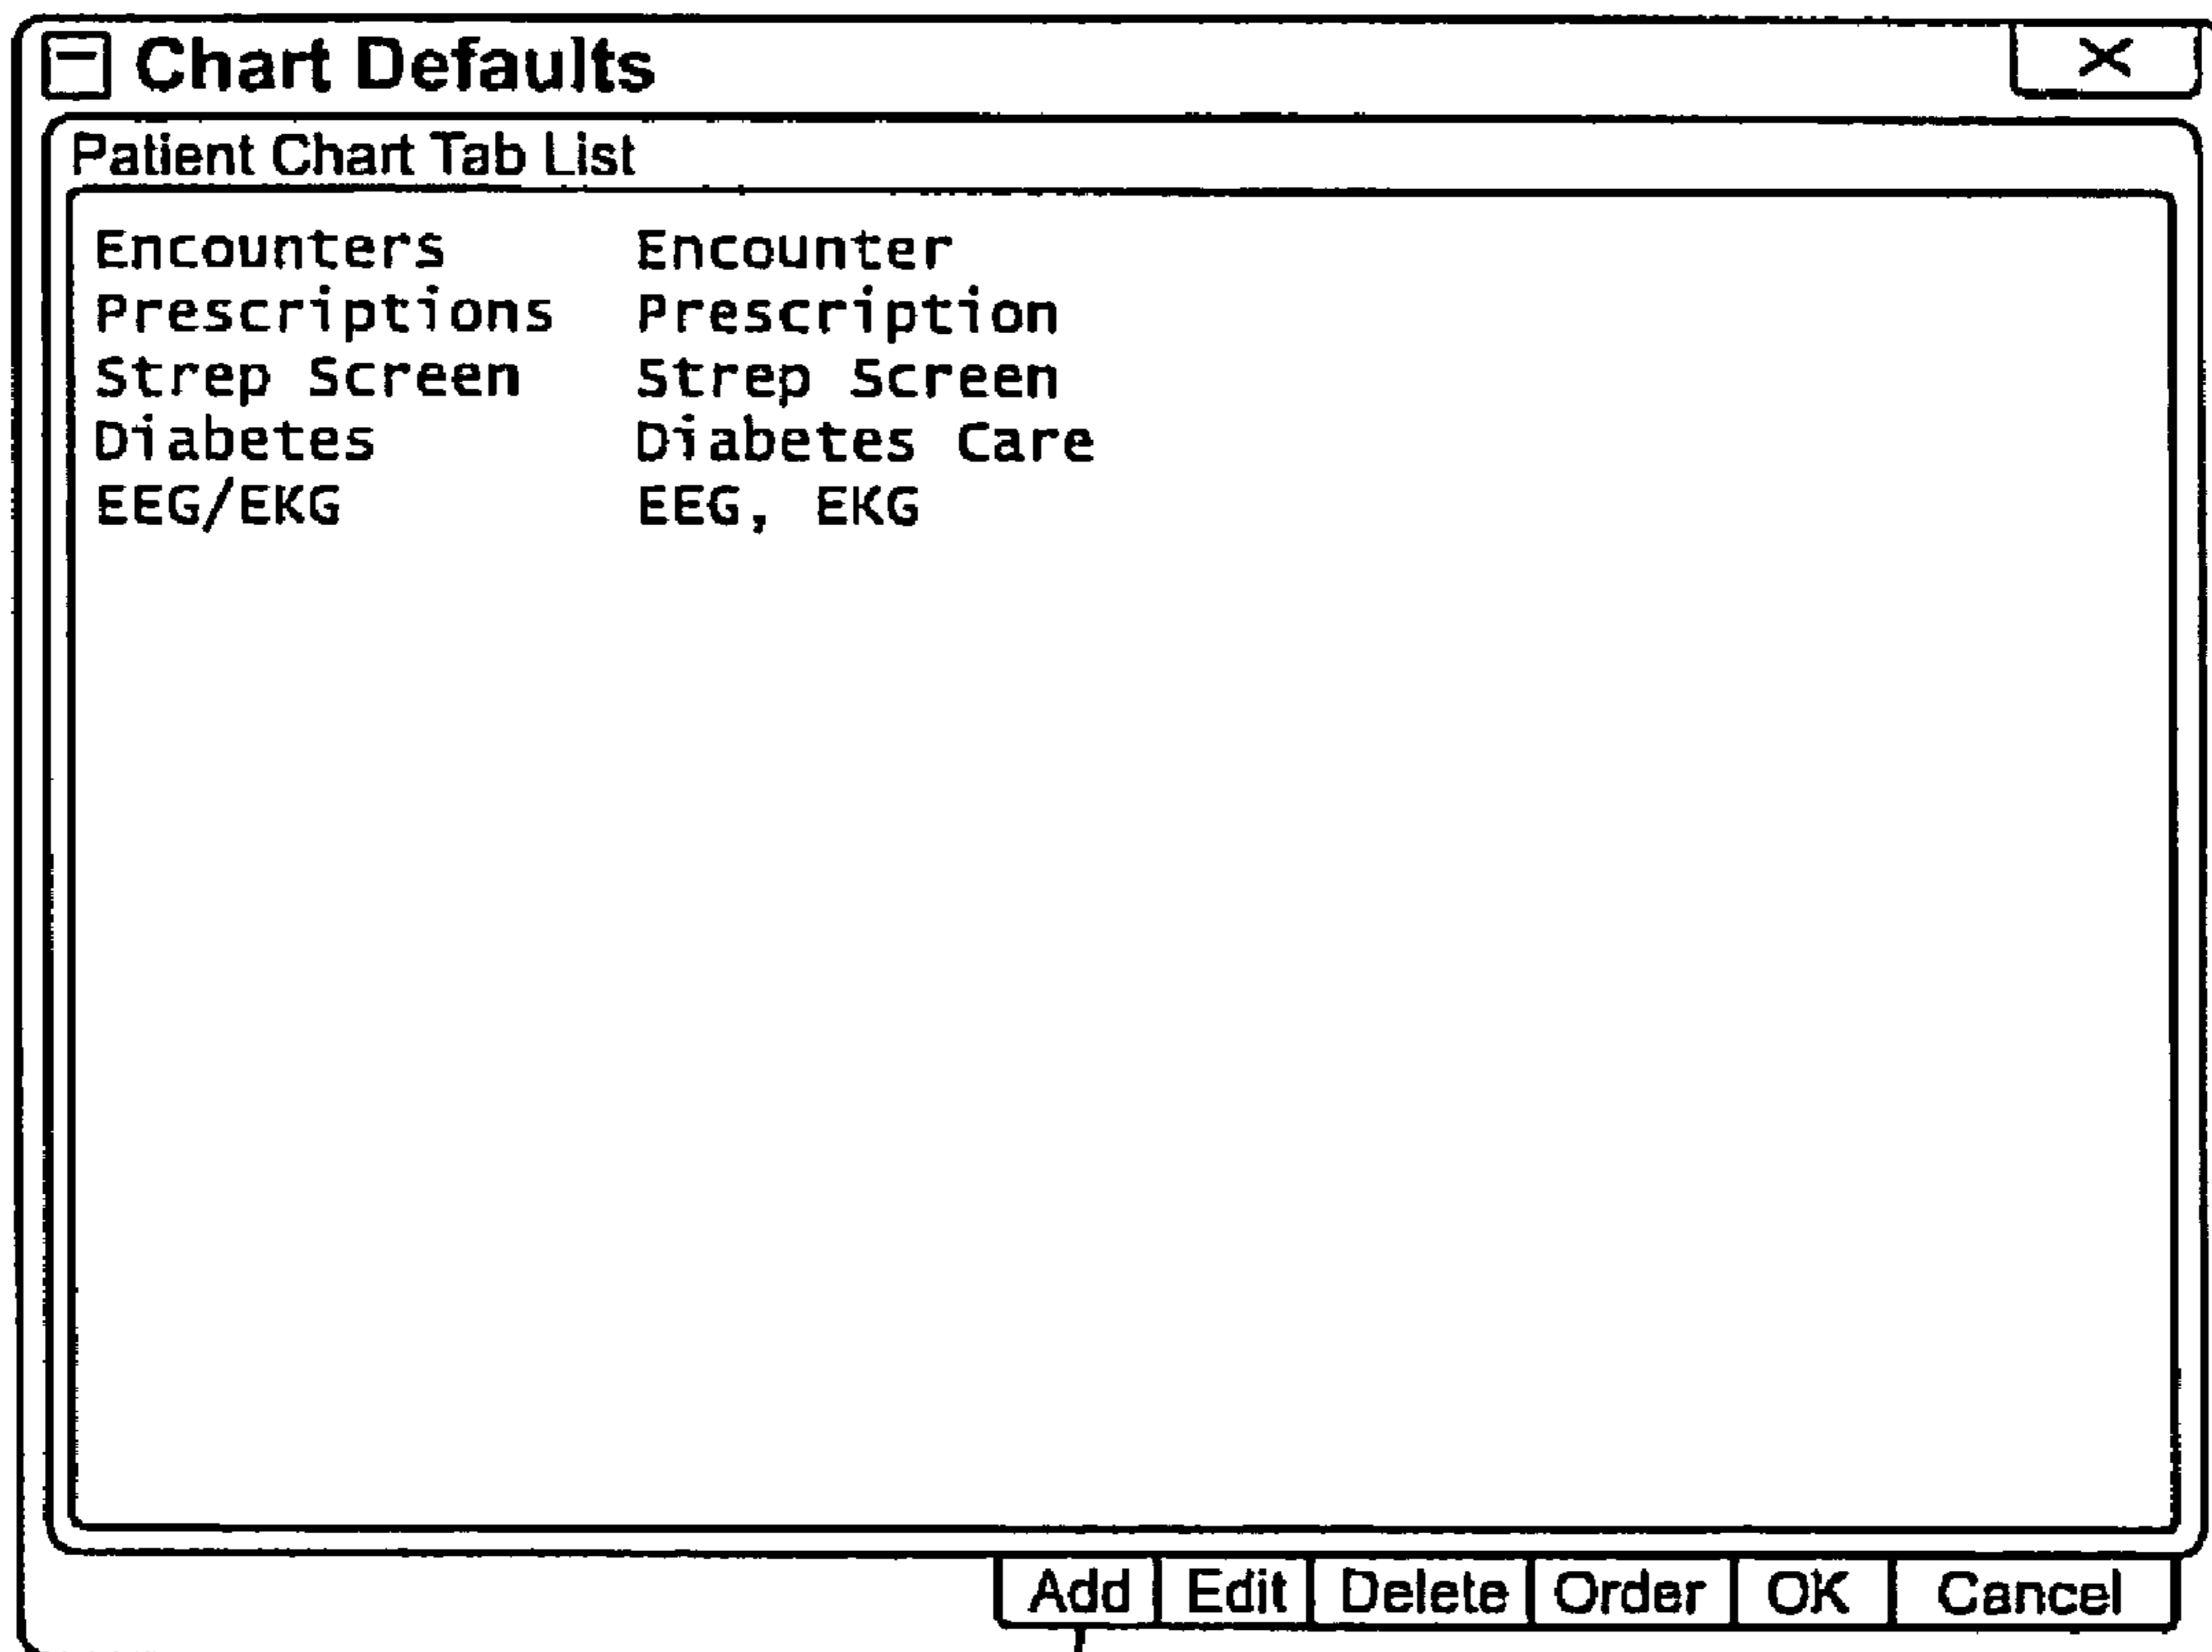 Chart Defaults X
Patient Chart Tab List
Encounters Encounter
Prescriptions Prescription
Strep Screen Strep Screen
Diabetes Diabetes Care
EEG/EKG EEG, EKG
Add Edit Delete Order OK Cancel